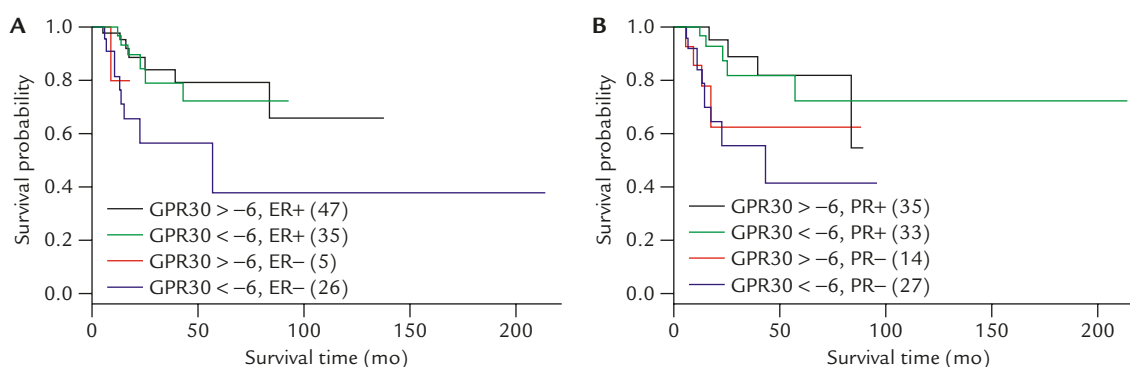 A
Survival probability
1.0
0.8
0.6
0.4
0.2
0.0
GPR30 > −6, ER+ (47)
GPR30 < −6, ER+ (35)
GPR30 > −6, ER− (5)
GPR30 < −6, ER− (26)
0 50 100 150 200
Survival time (mo)
B
Survival probability
1.0
0.8
0.6
0.4
0.2
0.0
GPR30 > −6, PR+ (35)
GPR30 < −6, PR+ (33)
GPR30 > −6, PR− (14)
GPR30 < −6, PR− (27)
0 50 100 150 200
Survival time (mo)